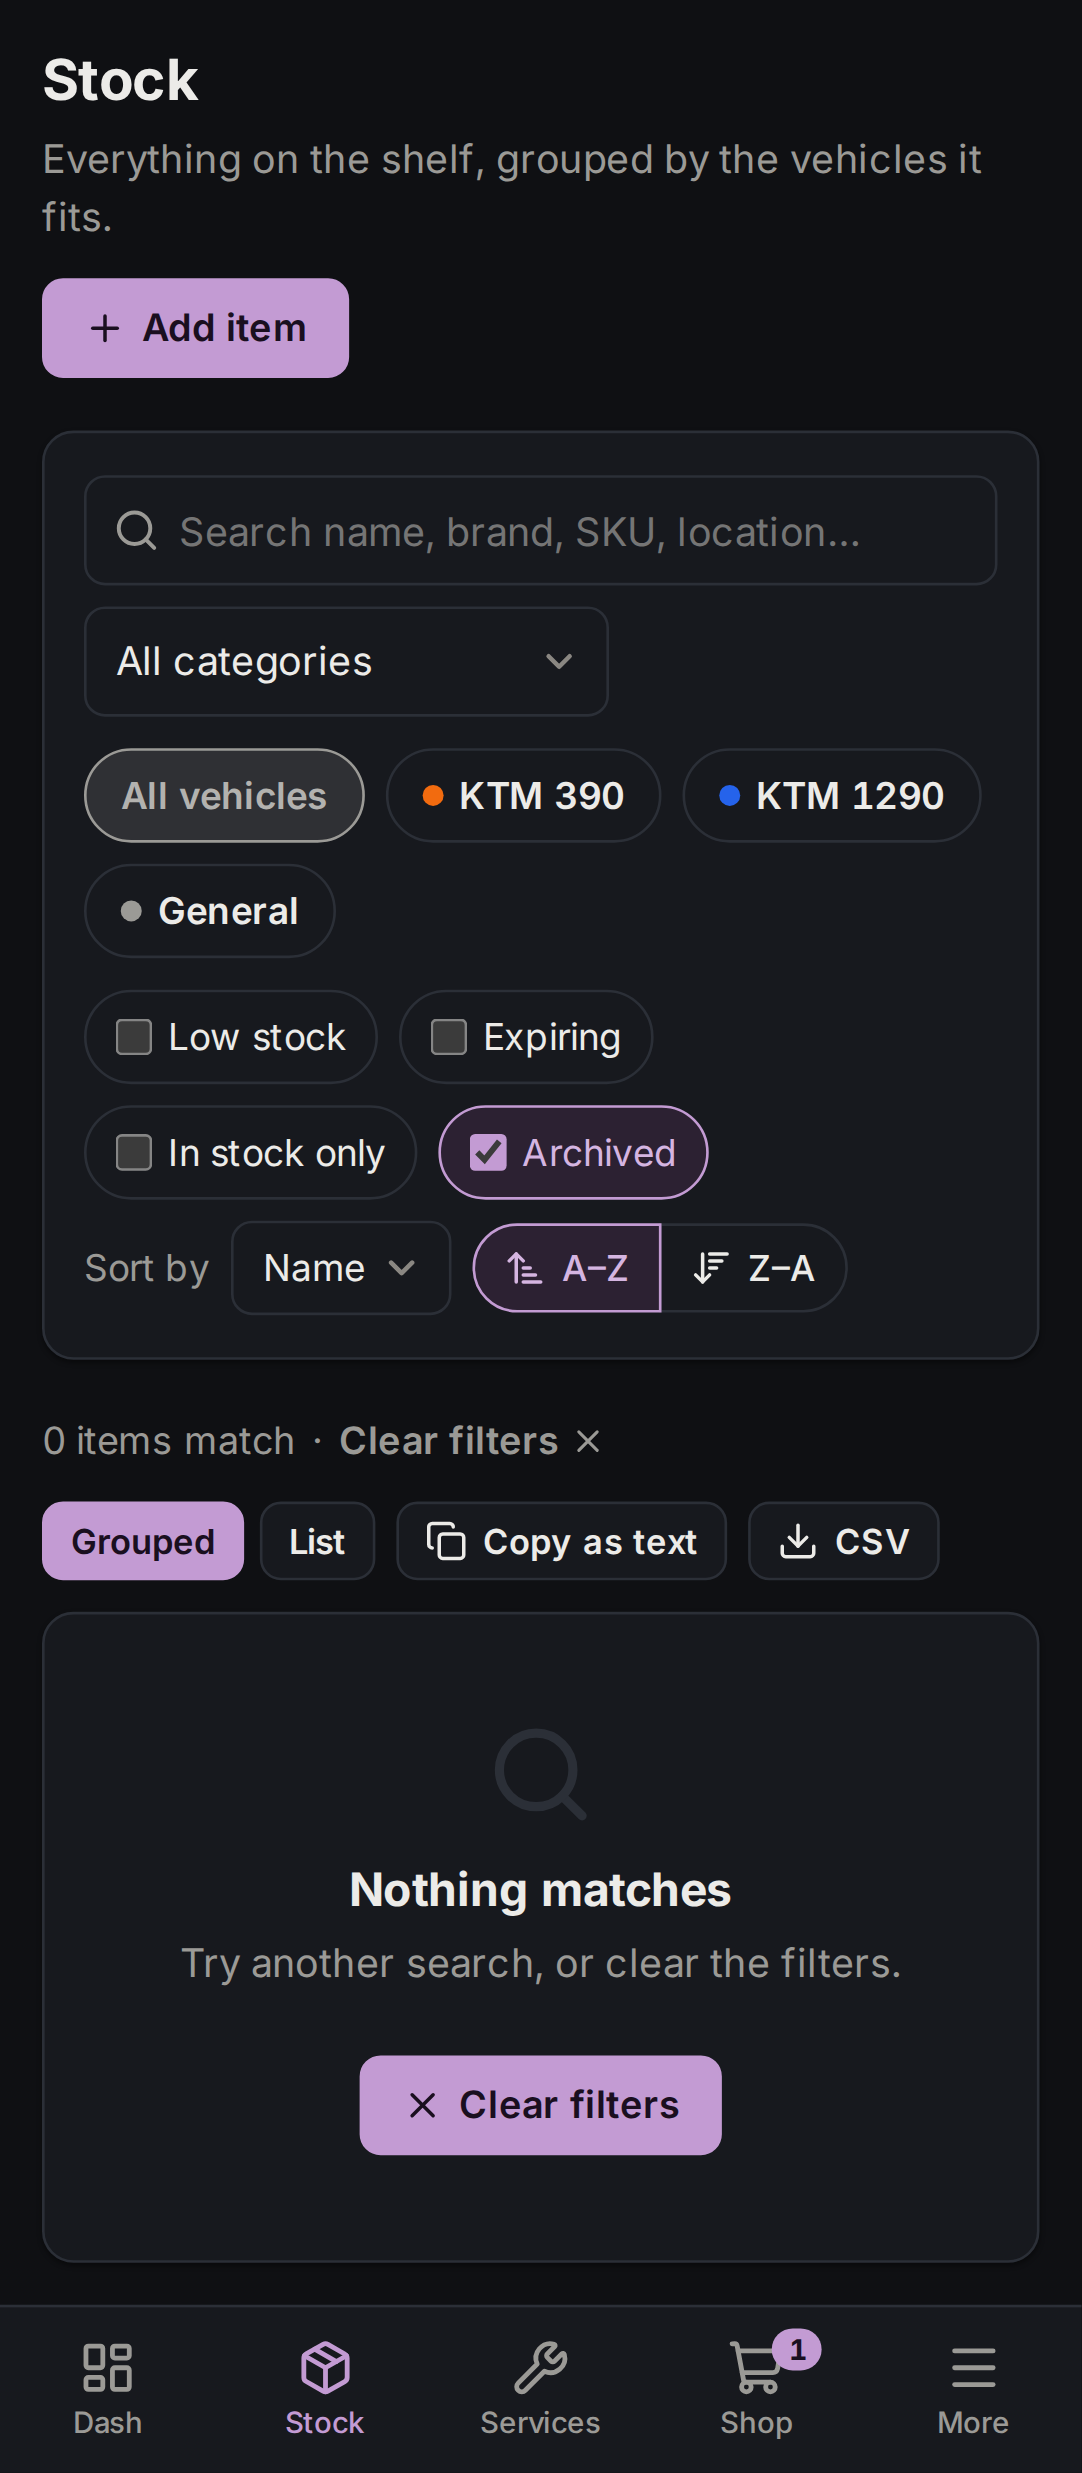 Stock
Everything on the shelf, grouped by the vehicles it
fits.
Add item
Search name, brand, SKU, location...
All categories
All vehicles
KTM 390
KTM 1290
General
Low stock
Expiring
In stock only
Archived
Sort by
Name
A–Z
Z–A
0 items match · Clear filters
Grouped
List
Copy as text
CSV
Nothing matches
Try another search, or clear the filters.
Clear filters
1
Dash
Stock
Services
Shop
More